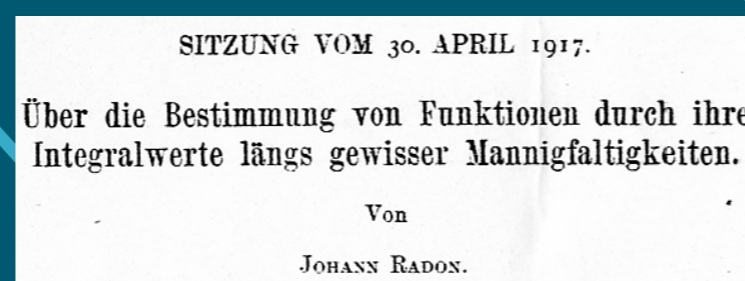 SITZUNG VOM 30. APRIL 1917.
Über die Bestimmung von Funktionen durch ihre
Integralwerte längs gewisser Mannigfaltigkeiten.
Von
JOHANN RADON.